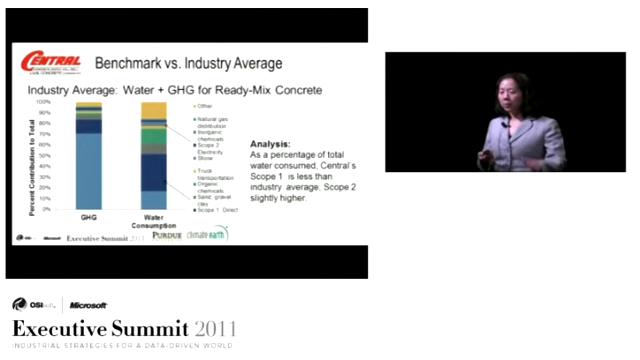 CENTRAL
Benchmark vs. Industry Average
Industry Average: Water + GHG for Ready-Mix Concrete
Percent Contribution to Total
100%
90%
80%
70%
60%
50%
40%
30%
20%
10%
0%
GHG
Water
Consumption
Other
Natural gas
distribution
Inorganic
chemicals
Scope 2
Electricity
Stone
Truck
transportation
Organic
chemicals
Sand, gravel
clay
Scope 1 Direct
Analysis:
As a percentage of total
water consumed, Central's
Scope 1 is less than
industry average, Scope 2
slightly higher.
Microsoft
Executive Summit 2011
PURDUE
climate earth
OSIsoft. Microsoft
Executive Summit 2011
INDUSTRIAL STRATEGIES FOR A DATA-DRIVEN WORLD